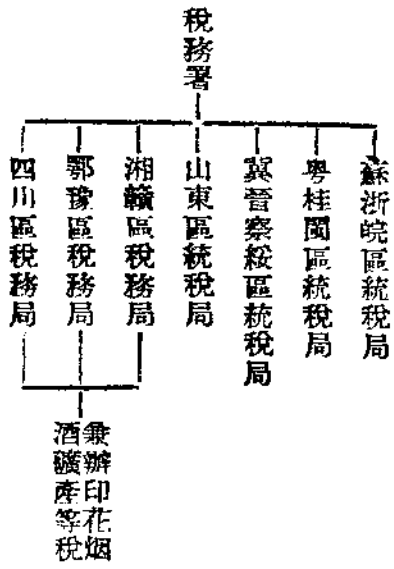 稅務署
蘇浙皖區統稅局
粤桂閩區統稅局
冀晉察綏區統稅局
山東區統稅局
湘贛區稅務局
鄂豫區稅務局
四川區稅務局
兼辦印花烟
酒礦產等稅